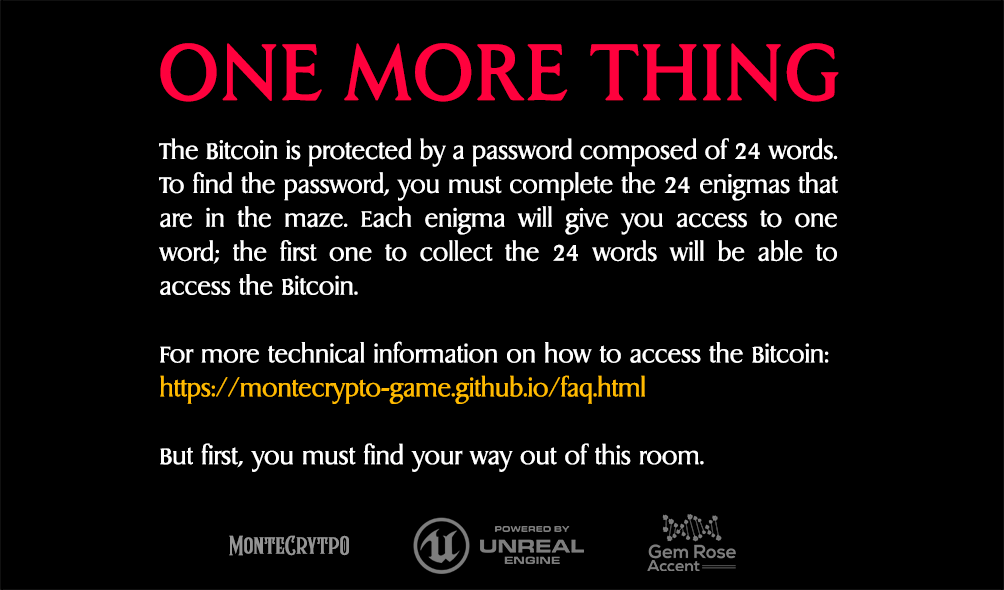 ONE MORE THING
The Bitcoin is protected by a password composed of 24 words.
To find the password, you must complete the 24 enigmas that
are in the maze. Each enigma will give you access to one
word; the first one to collect the 24 words will be able to
access the Bitcoin.
For more technical information on how to access the Bitcoin:
https://montecrypto-game.github.io/faq.html
But first, you must find your way out of this room.
MONTECRYTPO
POWERED BY
UNREAL
ENGINE
Gem Rose
Accent